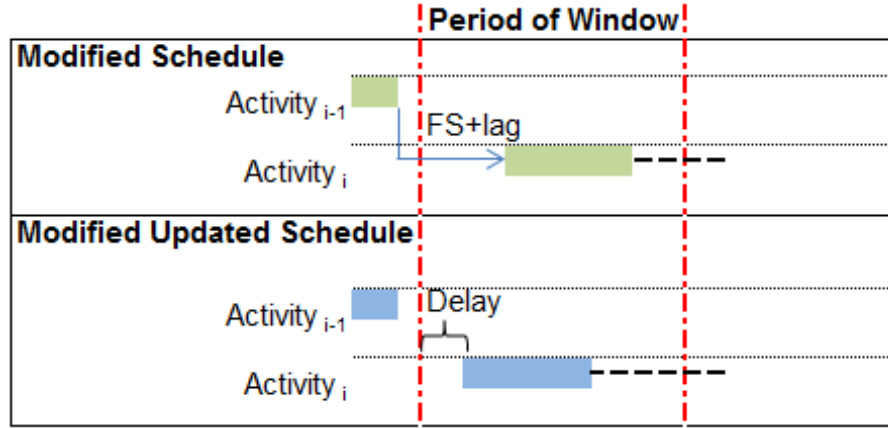 Period of Window
Modified Schedule
Activity i-1
FS+lag
Activity i
Modified Updated Schedule
Activity i-1
Delay
Activity i